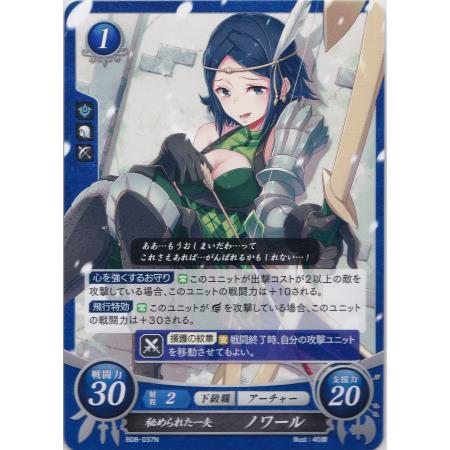 1
ああ…もうおしまいだわ…って
これさえあれば…がんばれるかもしれない…！
心を強くするお守り 常 このユニットが出撃コストが2以上の敵を
攻撃している場合、このユニットの戦闘力は+10される。
飛行特効 常 このユニットが を攻撃している場合、このユニット
の戦闘力は+30される。
援護の紋章 支 戦闘終了時、自分の攻撃ユニット
を移動させてもよい。
戦闘力
30
射程 2 下級職 アーチャー
支援力
20
秘められた一矢 ノワール
B08-037N
Illust：40原